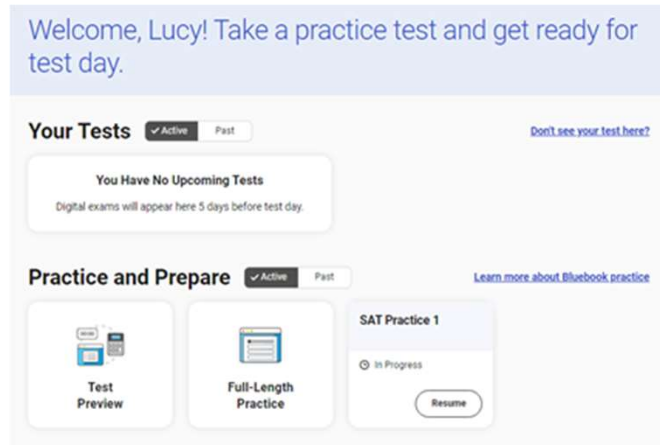 Welcome, Lucy! Take a practice test and get ready for
test day.
Your Tests
Active
Past
Don't see your test here?
You Have No Upcoming Tests
Digital exams will appear here 5 days before test day.
Practice and Prepare
Active
Past
Learn more about Bluebook practice
Test
Preview
Full-Length
Practice
SAT Practice 1
In Progress
Resume